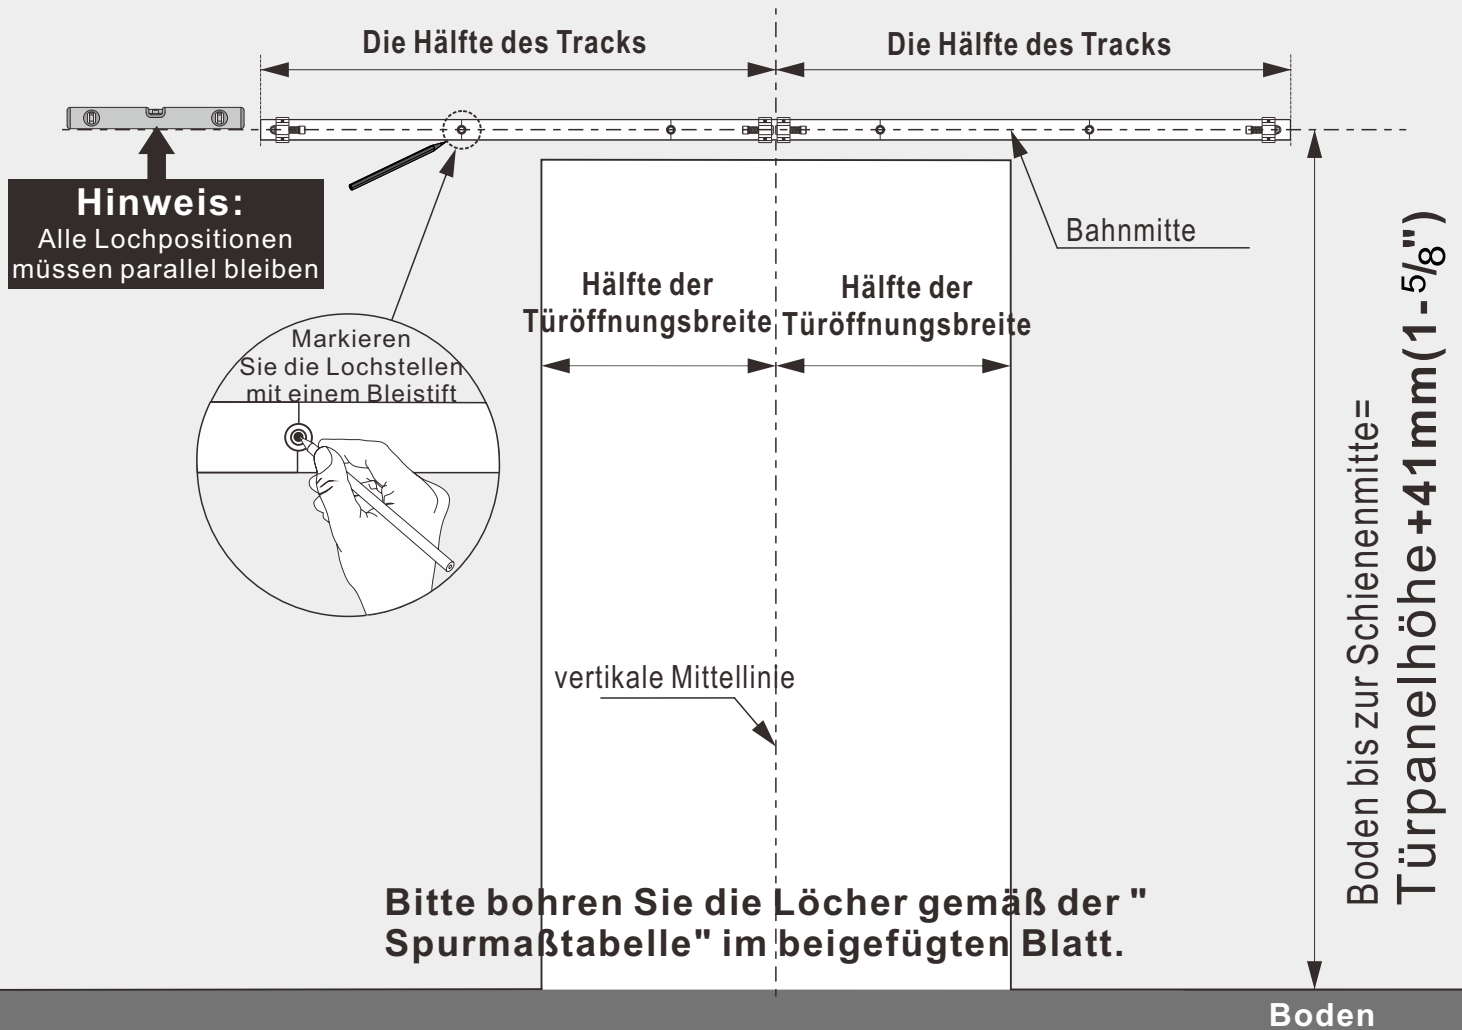 Die Hälfte des Tracks
Die Hälfte des Tracks
Hinweis:
Alle Lochpositionen
müssen parallel bleiben
Bahnmitte
Hälfte der
Türöffnungsbreite
Hälfte der
Türöffnungsbreite
Markieren
Sie die Lochstellen
mit einem Bleistift
vertikale Mittellinie
Boden bis zur Schienenmitte=
Türpanelhöhe+41mm(1-5/8")
Bitte bohren Sie die Löcher gemäß der "
Spurmaßtabelle" im beigefügten Blatt.
Boden